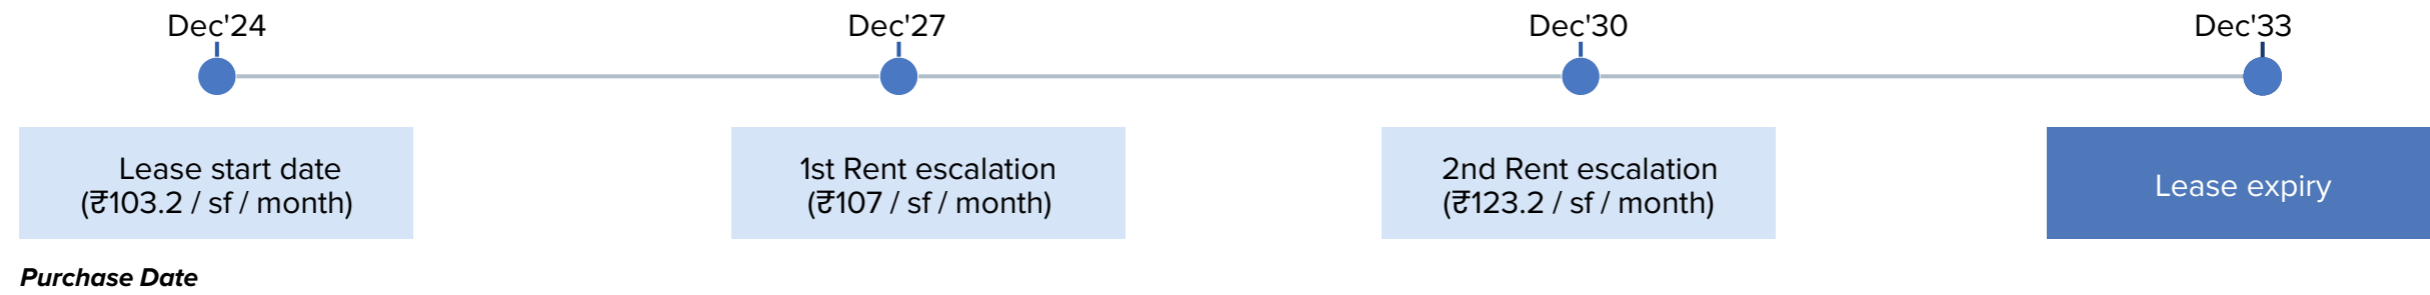 Dec'24
Dec'27
Dec'30
Dec'33
Lease start date
(₹103.2 / sf / month)
1st Rent escalation
(₹107 / sf / month)
2nd Rent escalation
(₹123.2 / sf / month)
Lease expiry
Purchase Date